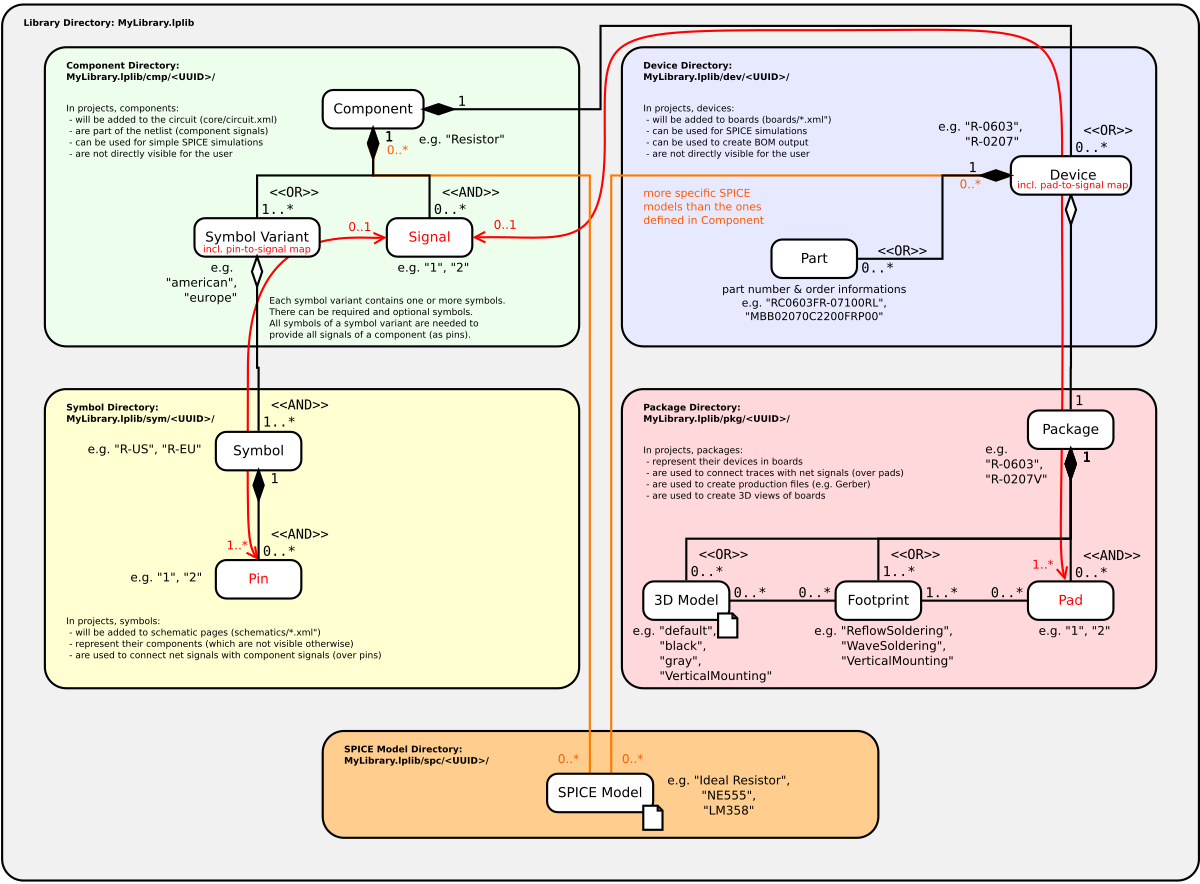 Library Directory: MyLibrary.lplib
Component Directory:
MyLibrary.lplib/cmp/<UUID>/
In projects, components:
- will be added to the circuit (core/circuit.xml)
- are part of the netlist (component signals)
- can be used for simple SPICE simulations
- are not directly visible for the user
Component
1
1
0..*
e.g. "Resistor"
<<OR>>
1..*
<<AND>>
0..*
Symbol Variant
incl. pin-to-signal map
0..1
Signal
0..1
e.g.
"american",
"europe"
e.g. "1", "2"
Each symbol variant contains one or more symbols.
There can be required and optional symbols.
All symbols of a symbol variant are needed to
provide all signals of a component (as pins).
Device Directory:
MyLibrary.lplib/dev/<UUID>/
In projects, devices:
- will be added to boards (boards/*.xml")
- can be used for SPICE simulations
- can be used to create BOM output
- are not directly visible for the user
e.g. "R-0603",
"R-0207"
<<OR>>
0..*
1
0..*
Device
incl. pad-to-signal map
more specific SPICE
models than the ones
defined in Component
Part
<<OR>>
0..*
part number & order informations
e.g. "RC0603FR-07100RL",
"MBB02070C2200FRP00"
Symbol Directory:
MyLibrary.lplib/sym/<UUID>/
<<AND>>
1..*
e.g. "R-US", "R-EU"
Symbol
1
<<AND>>
1..*
0..*
e.g. "1", "2"
Pin
In projects, symbols:
- will be added to schematic pages (schematics/*.xml")
- represent their components (which are not visible otherwise)
- are used to connect net signals with component signals (over pins)
Package Directory:
MyLibrary.lplib/pkg/<UUID>/
In projects, packages:
- represent their devices in boards
- are used to connect traces with net signals (over pads)
- are used to create production files (e.g. Gerber)
- are used to create 3D views of boards
1
Package
e.g.
"R-0603",
"R-0207V"
1
<<OR>>
0..*
<<OR>>
1..*
<<AND>>
1..*
0..*
3D Model
0..*
0..*
Footprint
1..*
0..*
Pad
e.g. "default",
"black",
"gray",
"VerticalMounting"
e.g. "ReflowSoldering",
"WaveSoldering",
"VerticalMounting"
e.g. "1", "2"
SPICE Model Directory:
MyLibrary.lplib/spc/<UUID>/
0..*
0..*
SPICE Model
e.g. "Ideal Resistor",
"NE555",
"LM358"